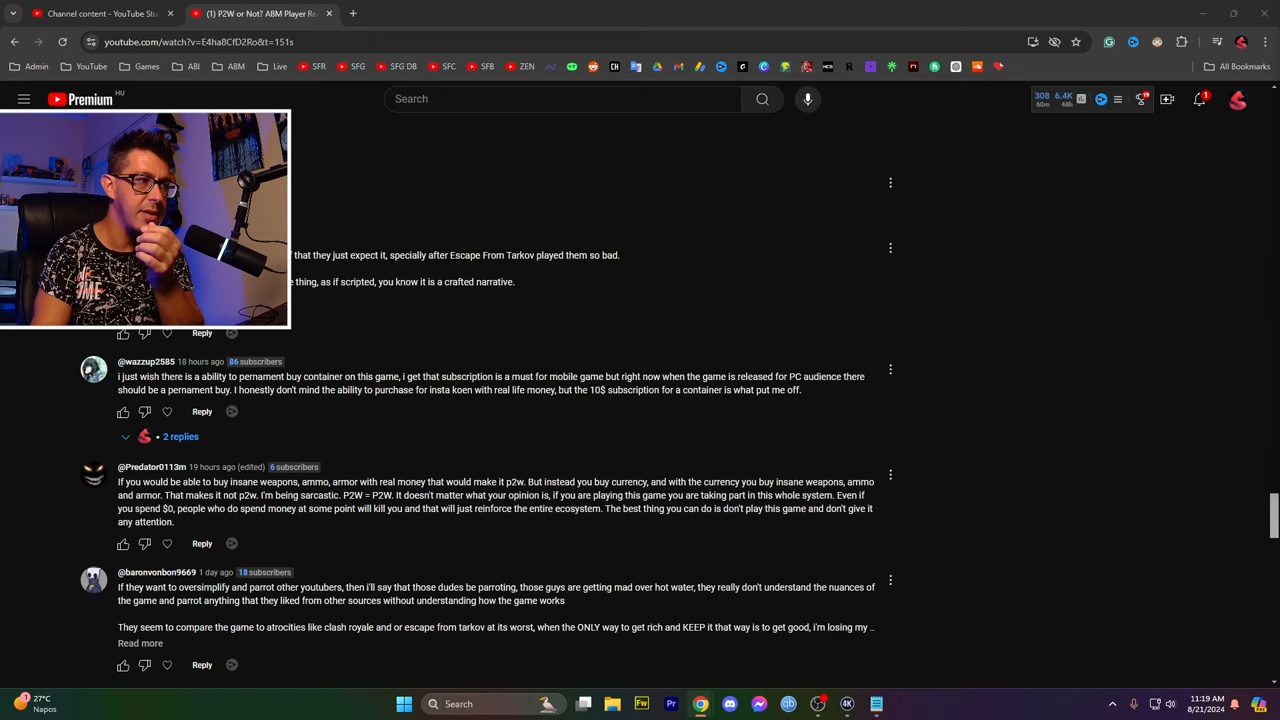 Channel content - YouTube Stu
(1) P2W or Not? ABM Player Re
youtube.com/watch?v=E4ha8CfD2Ro&t=151s
Admin YouTube Games ABI ABM Live SFR SFG SFG DB SFC SFB ZEN All Bookmarks
Premium HU
Search
308 6.4K 19 1
60m 48h
f that they just expect it, specially after Escape From Tarkov played them so bad.
e thing, as if scripted, you know it is a crafted narrative.
Reply
@wazzup2585 18 hours ago 86 subscribers
i just wish there is a ability to pernament buy container on this game, i get that subscription is a must for mobile game but right now when the game is released for PC audience there
should be a pernament buy. I honestly don't mind the ability to purchase for insta koen with real life money, but the 10$ subscription for a container is what put me off.
Reply
• 2 replies
@Predator0113m 19 hours ago (edited) 6 subscribers
If you would be able to buy insane weapons, ammo, armor with real money that would make it p2w. But instead you buy currency, and with the currency you buy insane weapons, ammo
and armor. That makes it not p2w. I'm being sarcastic. P2W = P2W. It doesn't matter what your opinion is, if you are playing this game you are taking part in this whole system. Even if
you spend $0, people who do spend money at some point will kill you and that will just reinforce the entire ecosystem. The best thing you can do is don't play this game and don't give it
any attention.
Reply
@baronvonbon9669 1 day ago 18 subscribers
If they want to oversimplify and parrot other youtubers, then i'll say that those dudes be parroting, those guys are getting mad over hot water, they really don't understand the nuances of
the game and parrot anything that they liked from other sources without understanding how the game works
They seem to compare the game to atrocities like clash royale and or escape from tarkov at its worst, when the ONLY way to get rich and KEEP it that way is to get good, i'm losing my ...
Read more
Reply
1 27°C
Napos
Search
Fw Pr qb 4K
11:19 AM
8/21/2024